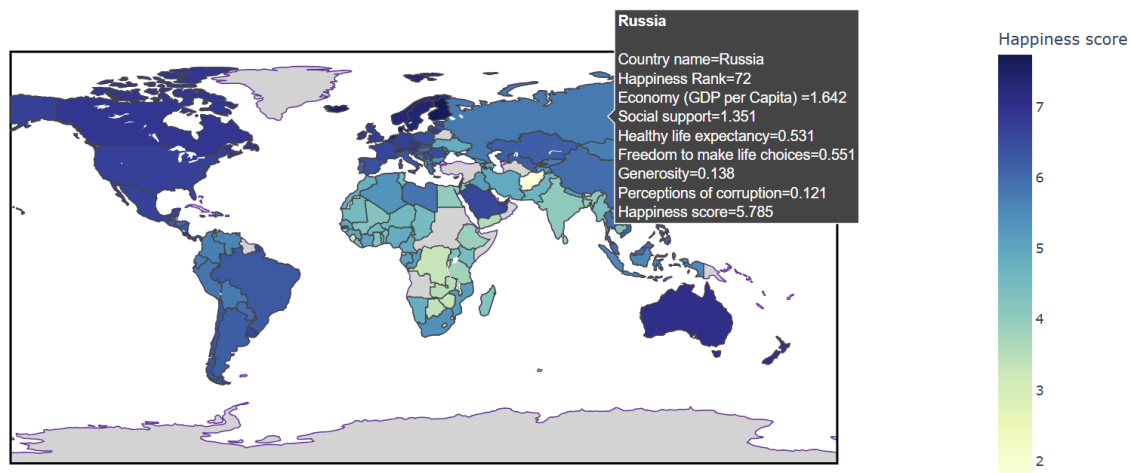 Russia
Country name=Russia
Happiness Rank=72
Economy (GDP per Capita) =1.642
Social support=1.351
Healthy life expectancy=0.531
Freedom to make life choices=0.551
Generosity=0.138
Perceptions of corruption=0.121
Happiness score=5.785
Happiness score
7
6
5
4
3
2